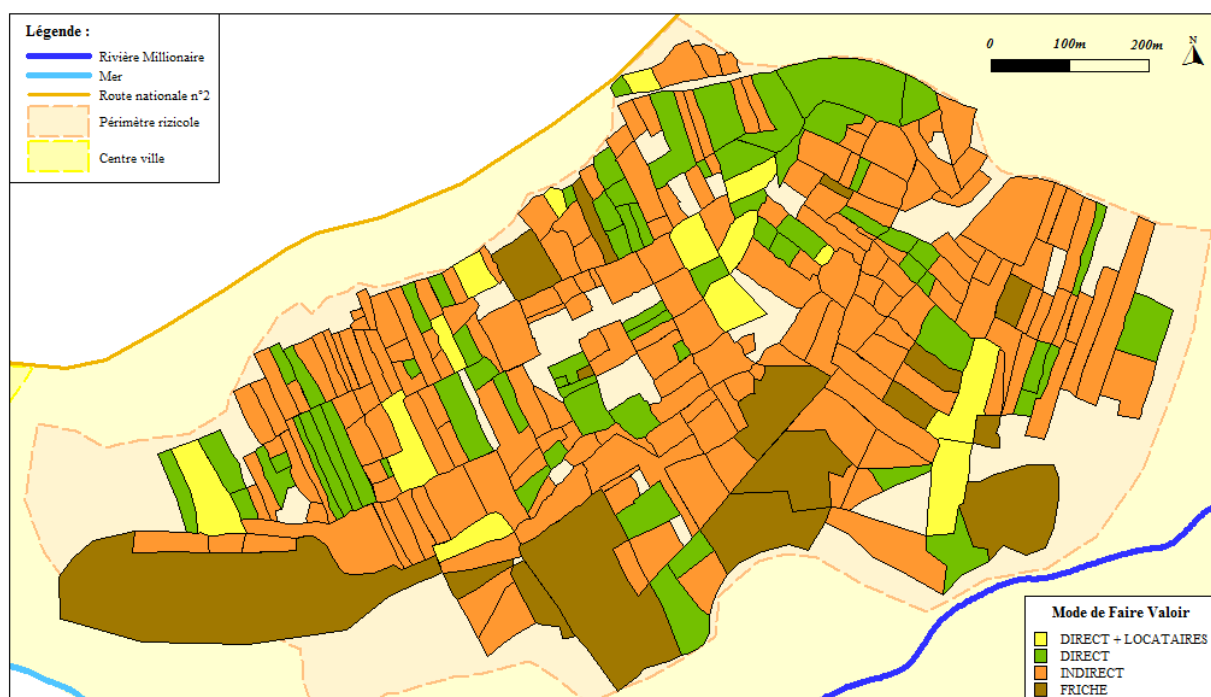 Légende :
Rivière Millionaire
Mer
Route nationale n°2
Périmètre rizicole
Centre ville
0 100m 200m
N
Mode de Faire Valoir
DIRECT + LOCATAIRES
DIRECT
INDIRECT
FRICHE